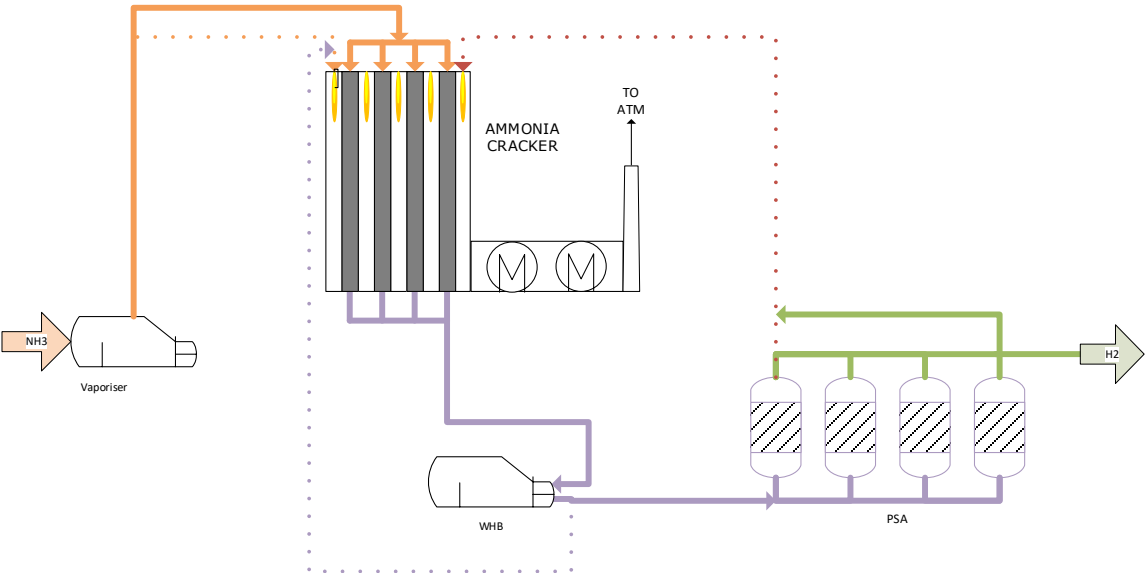 TO
ATM
AMMONIA
CRACKER
NH3
H2
Vaporiser
PSA
WHB